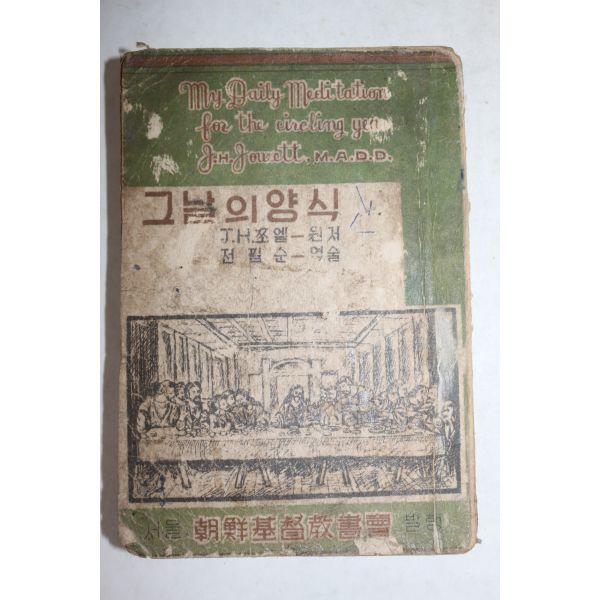 My Daily Meditation
for the circling year
J.H. Jowett, M.A.D.D.
그날의양식
J.H.쪼엘—원저
전필순—역술
서울 朝鮮基督敎書會 발행